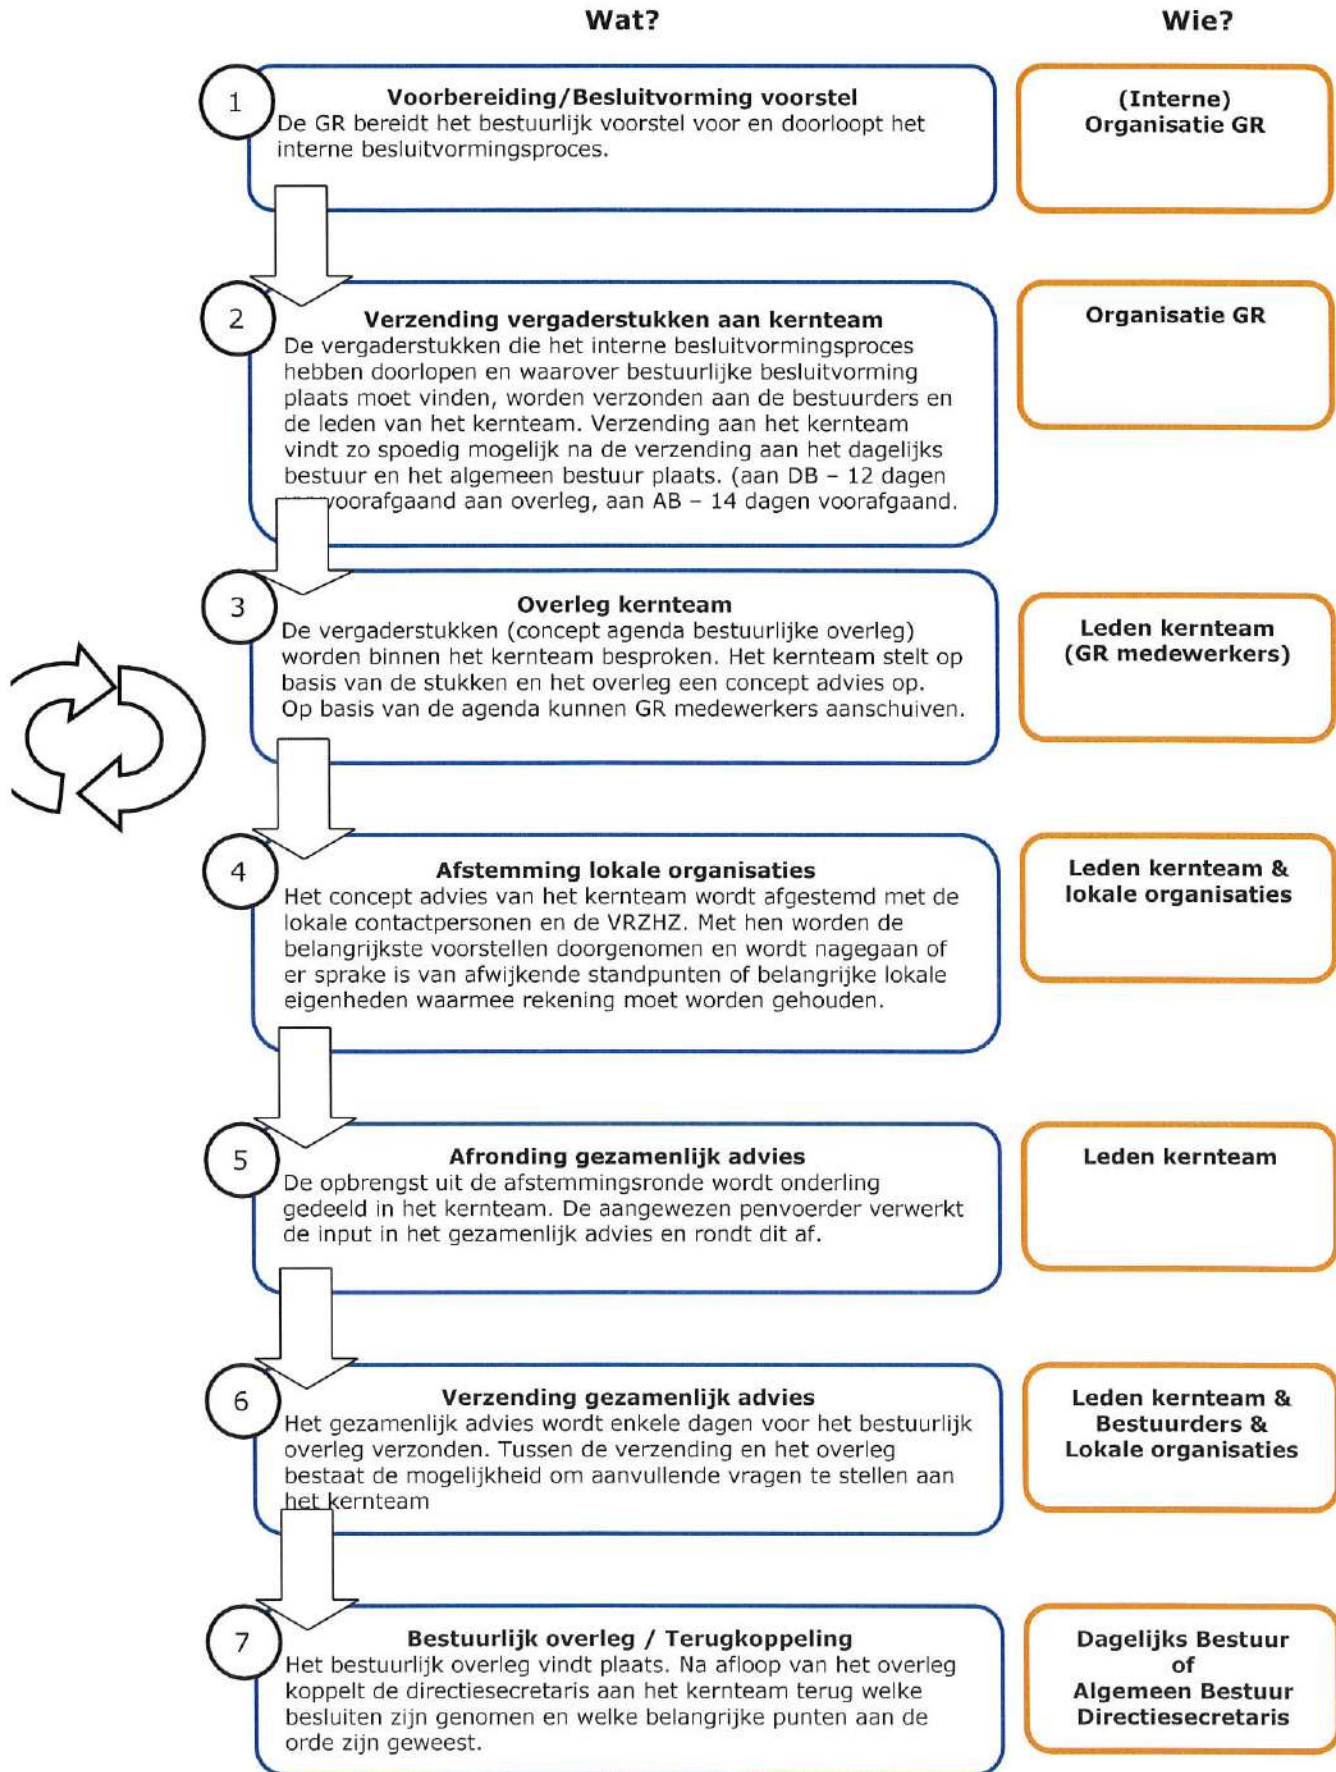 Wat?
Wie?
1
Voorbereiding/Besluitvorming voorstel
De GR bereidt het bestuurlijk voorstel voor en doorloopt het
interne besluitvormingsproces.
(Interne)
Organisatie GR
2
Verzending vergaderstukken aan kernteam
De vergaderstukken die het interne besluitvormingsproces
hebben doorlopen en waarover bestuurlijke besluitvorming
plaats moet vinden, worden verzonden aan de bestuurders en
de leden van het kernteam. Verzending aan het kernteam
vindt zo spoedig mogelijk na de verzending aan het dagelijks
bestuur en het algemeen bestuur plaats. (aan DB – 12 dagen
voorafgaand aan overleg, aan AB – 14 dagen voorafgaand.
Organisatie GR
3
Overleg kernteam
De vergaderstukken (concept agenda bestuurlijke overleg)
worden binnen het kernteam besproken. Het kernteam stelt op
basis van de stukken en het overleg een concept advies op.
Op basis van de agenda kunnen GR medewerkers aanschuiven.
Leden kernteam
(GR medewerkers)
4
Afstemming lokale organisaties
Het concept advies van het kernteam wordt afgestemd met de
lokale contactpersonen en de VRZHZ. Met hen worden de
belangrijkste voorstellen doorgenomen en wordt nagegaan of
er sprake is van afwijkende standpunten of belangrijke lokale
eigenheden waarmee rekening moet worden gehouden.
Leden kernteam &
lokale organisaties
5
Afronding gezamenlijk advies
De opbrengst uit de afstemmingsronde wordt onderling
gedeeld in het kernteam. De aangewezen penvoerder verwerkt
de input in het gezamenlijk advies en rondt dit af.
Leden kernteam
6
Verzending gezamenlijk advies
Het gezamenlijk advies wordt enkele dagen voor het bestuurlijk
overleg verzonden. Tussen de verzending en het overleg
bestaat de mogelijkheid om aanvullende vragen te stellen aan
het kernteam
Leden kernteam &
Bestuurders &
Lokale organisaties
7
Bestuurlijk overleg / Terugkoppeling
Het bestuurlijk overleg vindt plaats. Na afloop van het overleg
koppelt de directiesecretaris aan het kernteam terug welke
besluiten zijn genomen en welke belangrijke punten aan de
orde zijn geweest.
Dagelijks Bestuur
of
Algemeen Bestuur
Directiesecretaris